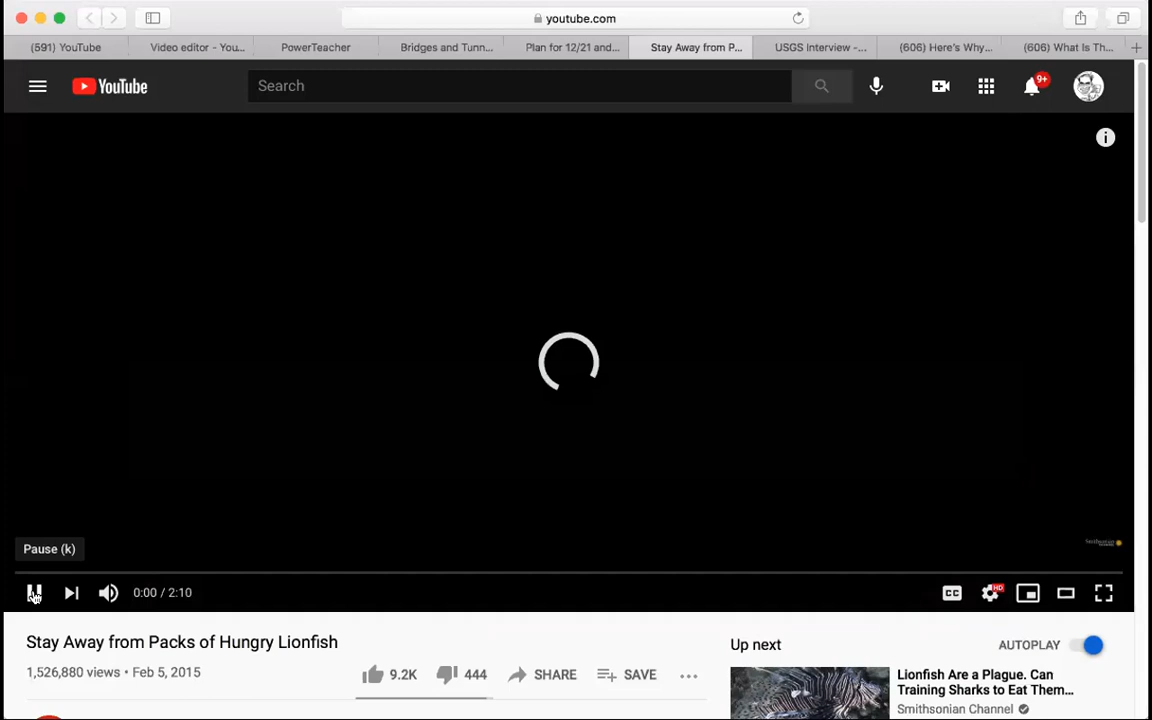 youtube.com
(591) YouTube
Video editor - You...
PowerTeacher
Bridges and Tunn...
Plan for 12/21 and...
Stay Away from P...
USGS Interview -...
(606) Here's Why...
(606) What Is Th...
YouTube
Search
9+
i
Smithsonian
Pause (k)
0:00 / 2:10
CC
HD
Stay Away from Packs of Hungry Lionfish
1,526,880 views • Feb 5, 2015
9.2K
444
SHARE
SAVE
Up next
AUTOPLAY
Lionfish Are a Plague. Can
Training Sharks to Eat Them...
Smithsonian Channel